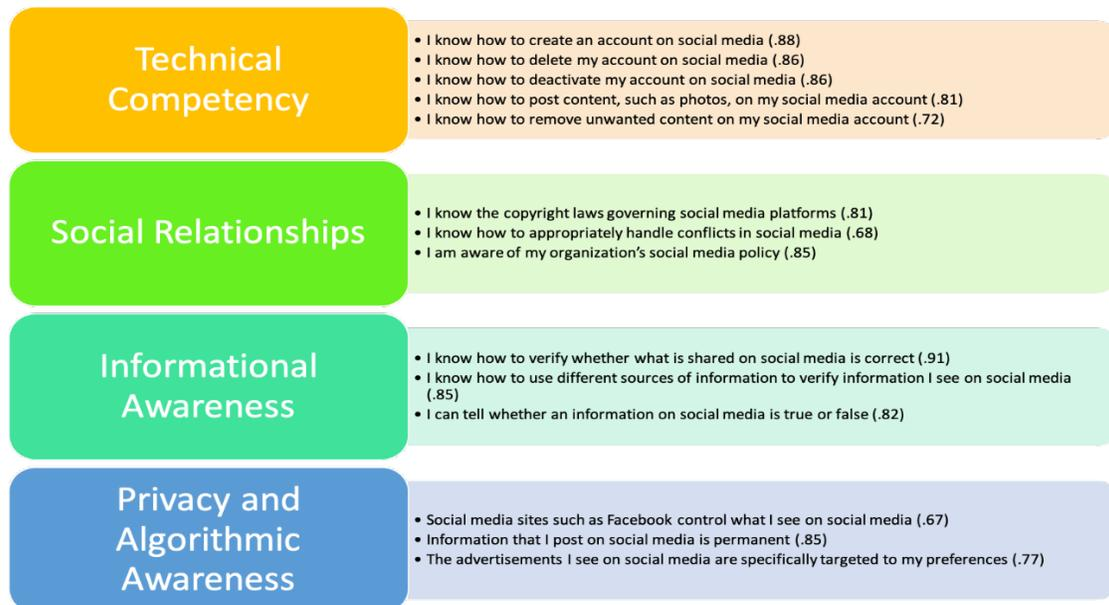 Technical
Competency
• I know how to create an account on social media (.88)
• I know how to delete my account on social media (.86)
• I know how to deactivate my account on social media (.86)
• I know how to post content, such as photos, on my social media account (.81)
• I know how to remove unwanted content on my social media account (.72)
Social Relationships
• I know the copyright laws governing social media platforms (.81)
• I know how to appropriately handle conflicts in social media (.68)
• I am aware of my organization’s social media policy (.85)
Informational
Awareness
• I know how to verify whether what is shared on social media is correct (.91)
• I know how to use different sources of information to verify information I see on social media
(.85)
• I can tell whether an information on social media is true or false (.82)
Privacy and
Algorithmic
Awareness
• Social media sites such as Facebook control what I see on social media (.67)
• Information that I post on social media is permanent (.85)
• The advertisements I see on social media are specifically targeted to my preferences (.77)